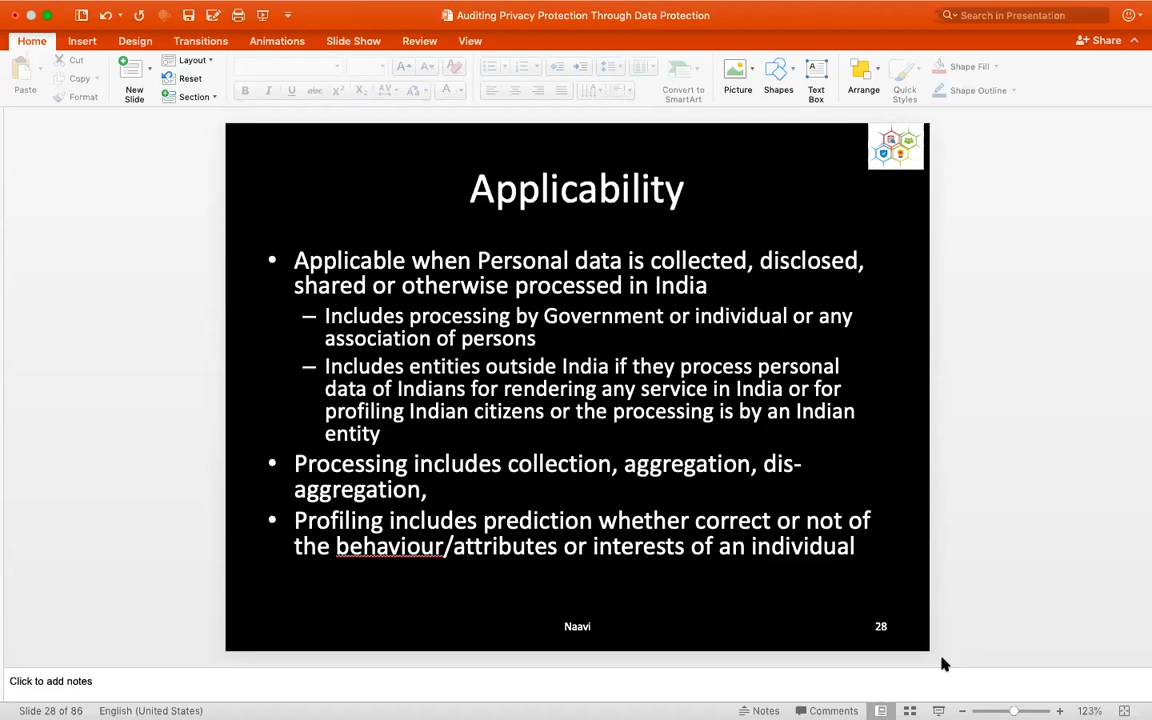 Auditing Privacy Protection Through Data Protection
Search in Presentation
Home Insert Design Transitions Animations Slide Show Review View Share
Paste
Cut
Copy
Format
New Slide
Layout
Reset
Section
B I U abc X² X₂ AV Aa A
Convert to SmartArt
Picture
Shapes
Text Box
Arrange
Quick Styles
Shape Fill
Shape Outline
Applicability
• Applicable when Personal data is collected, disclosed,
shared or otherwise processed in India
– Includes processing by Government or individual or any
association of persons
– Includes entities outside India if they process personal
data of Indians for rendering any service in India or for
profiling Indian citizens or the processing is by an Indian
entity
• Processing includes collection, aggregation, dis-
aggregation,
• Profiling includes prediction whether correct or not of
the behaviour/attributes or interests of an individual
Naavi 28
Click to add notes
Slide 28 of 86 English (United States) Notes Comments 123%